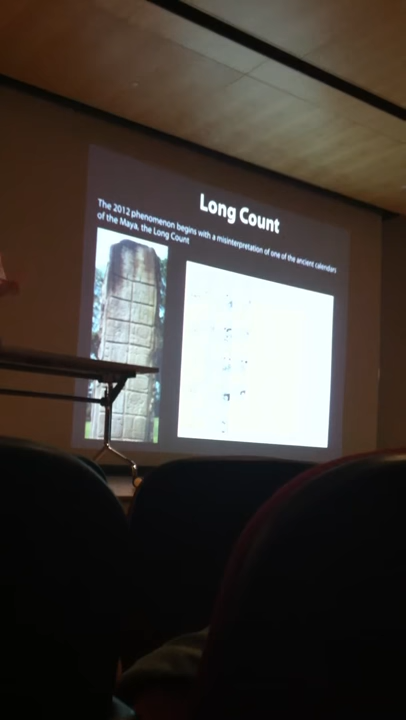 Long Count
The 2012 phenomenon begins with a misinterpretation of one of the ancient calendars
of the Maya, the Long Count